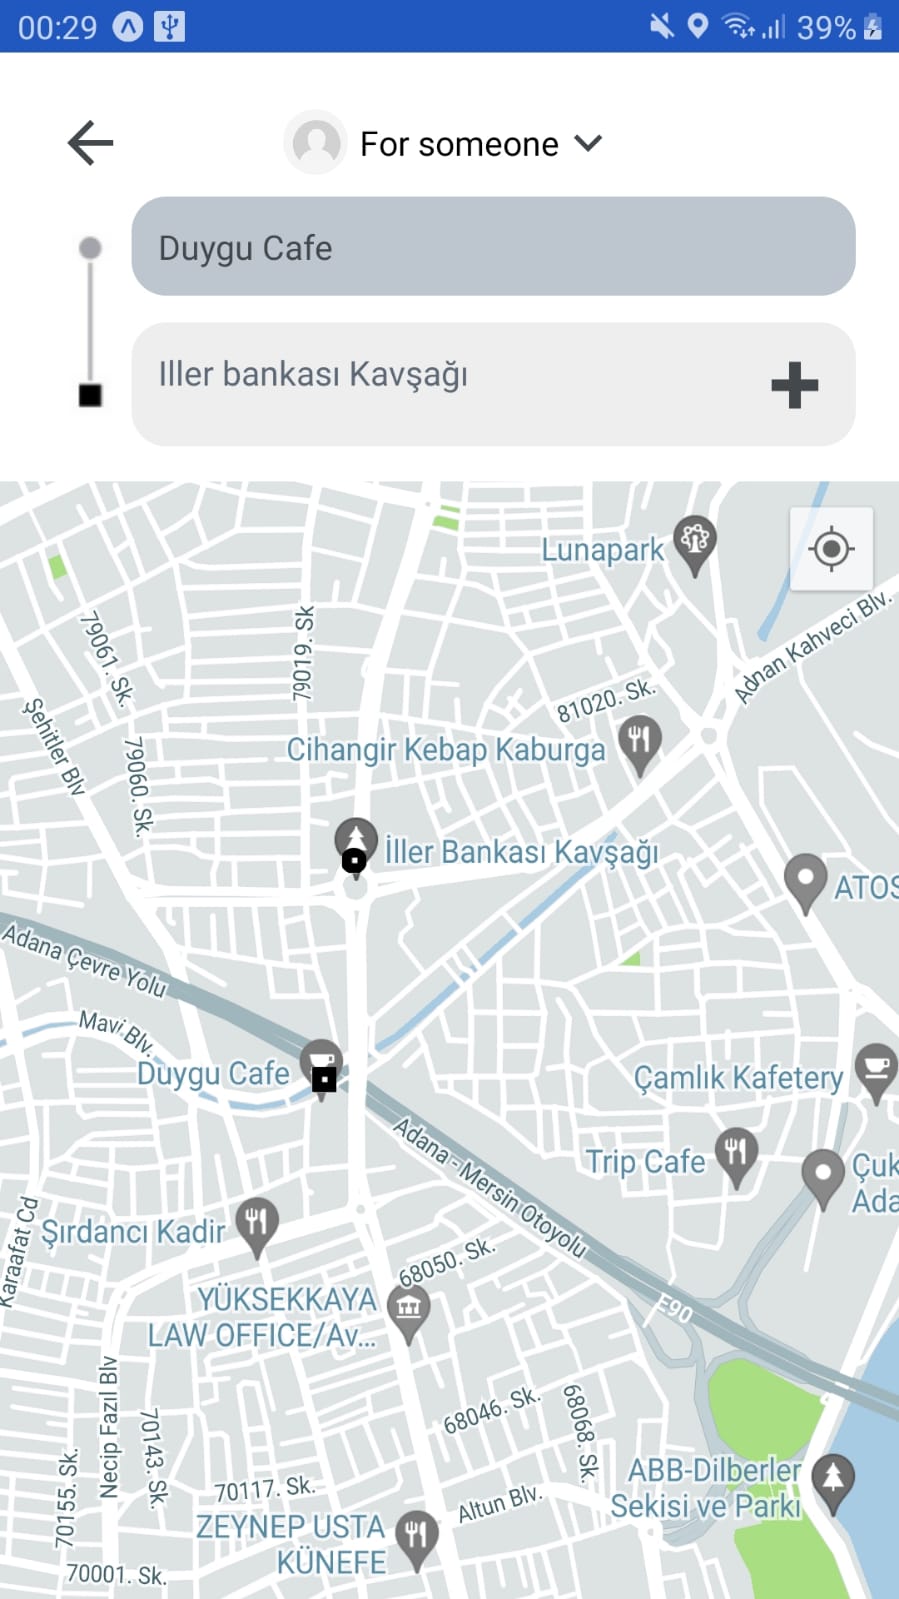 00:29
39%
For someone
Duygu Cafe
Iller bankası Kavşağı
Lunapark
Adnan Kahveci Blv.
79061. Sk.
79019. Sk
81020. Sk.
Şehitler Blv
79060. Sk.
Cihangir Kebap Kaburga
İller Bankası Kavşağı
ATOS
Adana Çevre Yolu
Mavi Blv.
Duygu Cafe
Çamlık Kafetery
Adana - Mersin Otoyolu
Trip Cafe
Çuk
Ada
Karaafat Cd
Şırdancı Kadir
68050. Sk.
YÜKSEKKAYA
LAW OFFICE/Av...
E90
Necip Fazıl Blv
70143. Sk.
68046. Sk.
68068. Sk.
70155. Sk.
70117. Sk.
Altun Blv.
ABB-Dilberler
Sekisi ve Parkı
ZEYNEP USTA
KÜNEFE
70001. Sk.